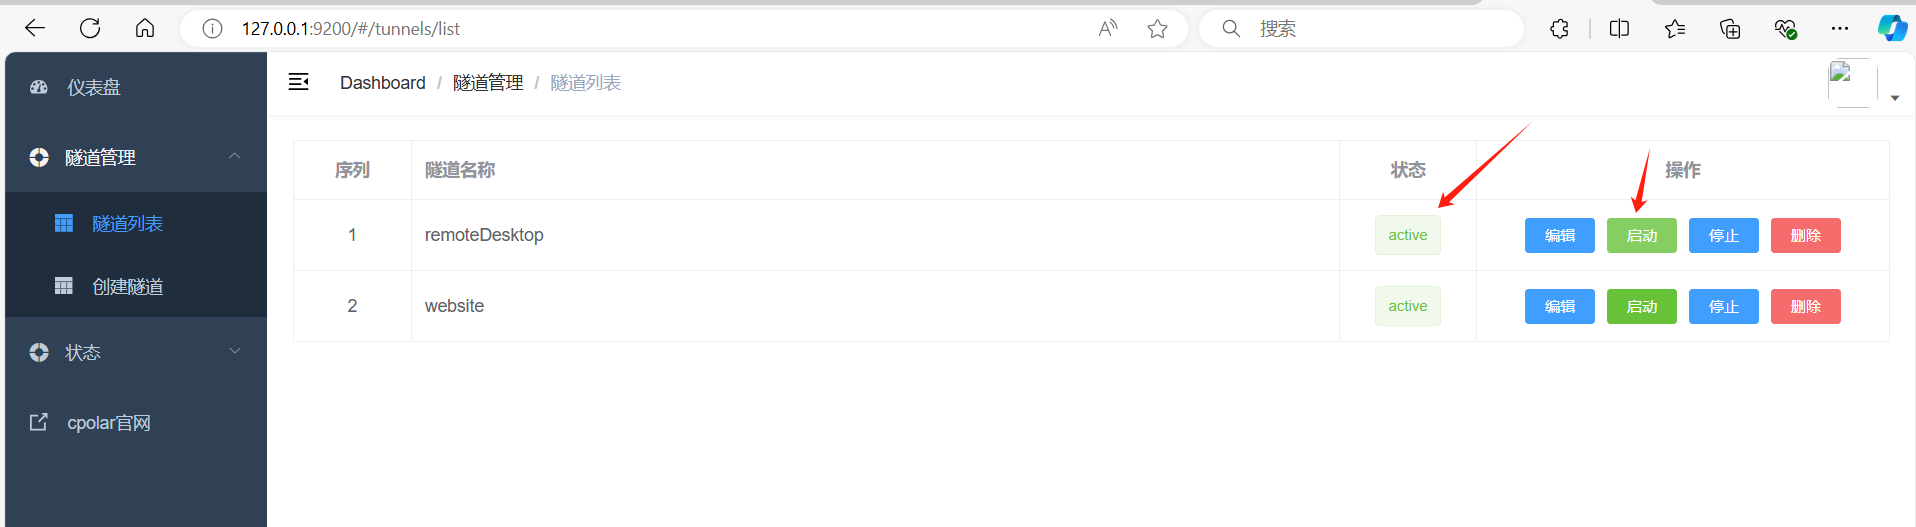 127.0.0.1:9200/#/tunnels/list
搜索
仪表盘
隧道管理
隧道列表
创建隧道
状态
cpolar官网
Dashboard / 隧道管理 / 隧道列表
序列 隧道名称 状态 操作
1 remoteDesktop active 编辑 启动 停止 删除
2 website active 编辑 启动 停止 删除